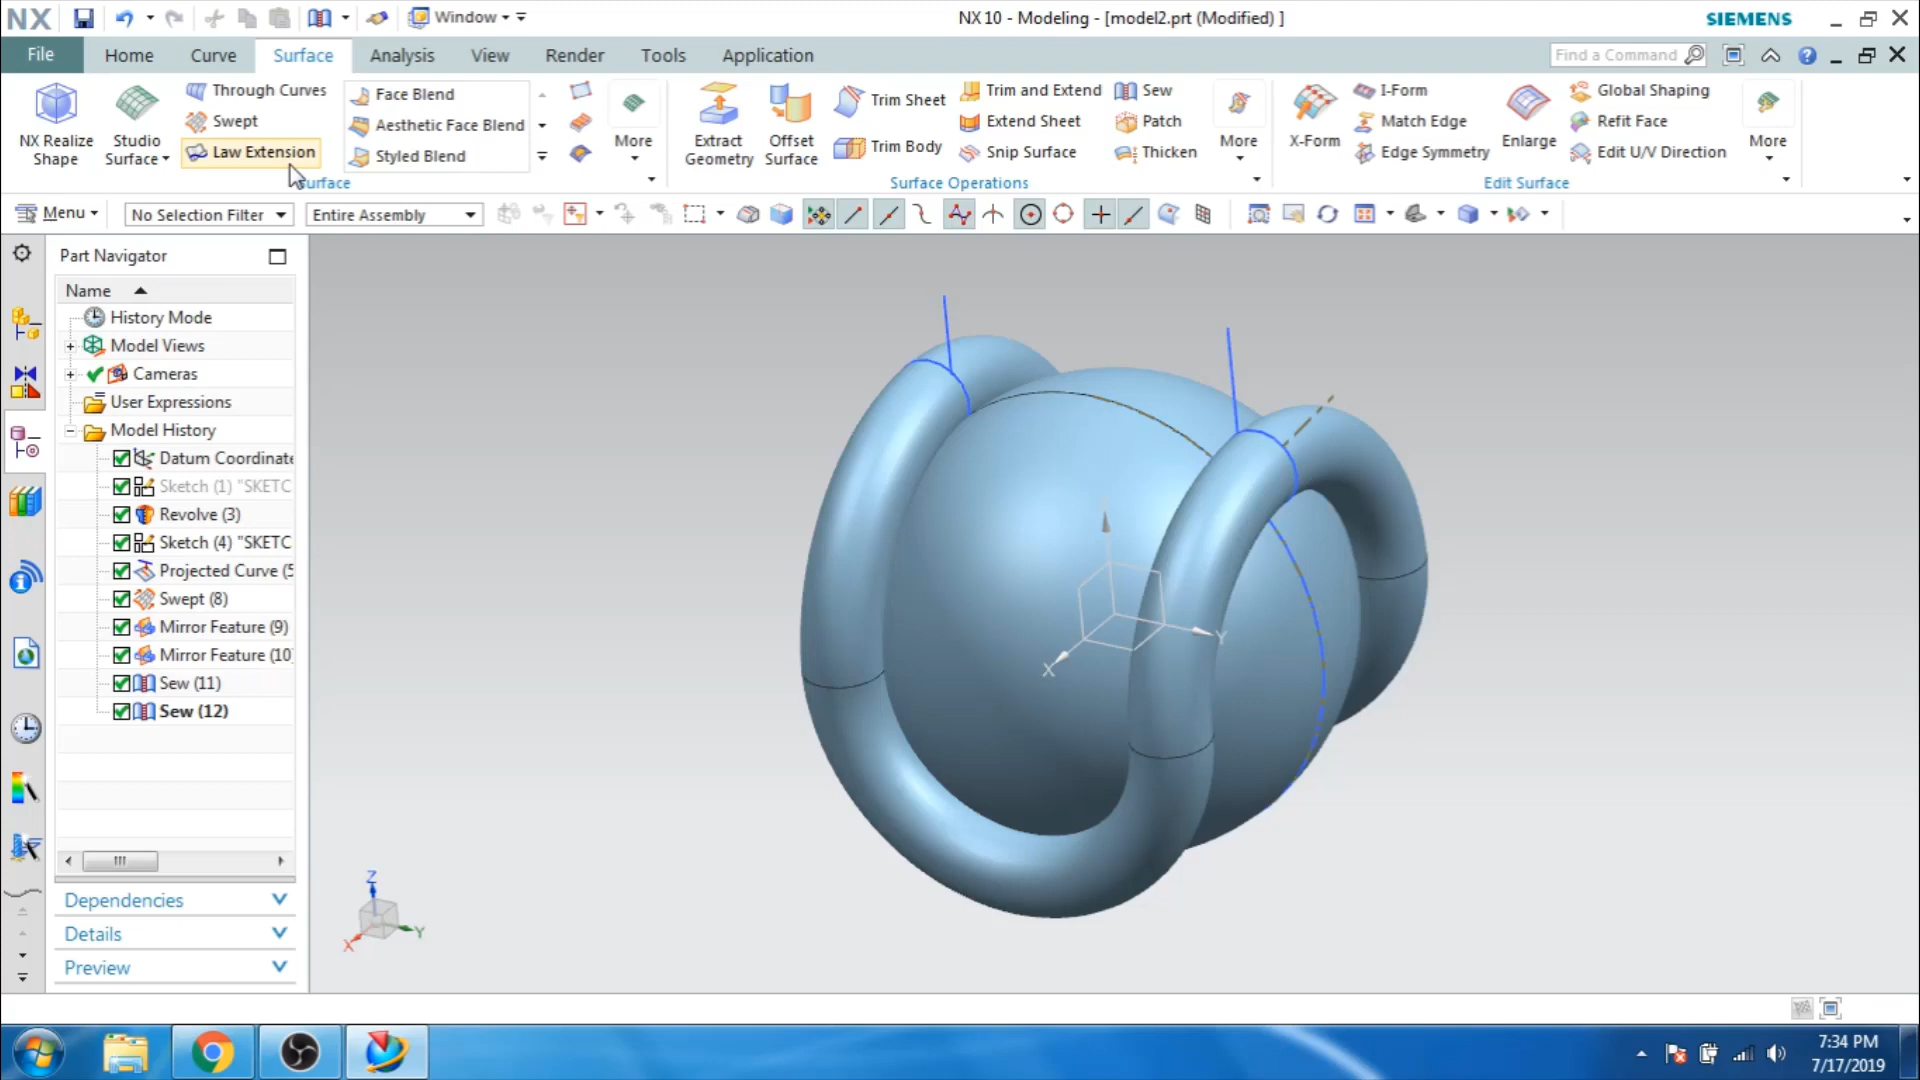 NX
Window
NX 10 - Modeling - [model2.prt (Modified) ]
SIEMENS
File
Home
Curve
Surface
Analysis
View
Render
Tools
Application
Find a Command
NX Realize
Shape
Studio
Surface
Through Curves
Swept
Law Extension
Face Blend
Aesthetic Face Blend
Styled Blend
More
Surface
Extract
Geometry
Offset
Surface
Trim Sheet
Trim Body
Trim and Extend
Extend Sheet
Snip Surface
Sew
Patch
Thicken
More
Surface Operations
X-Form
I-Form
Match Edge
Edge Symmetry
Enlarge
Global Shaping
Refit Face
Edit U/V Direction
More
Edit Surface
Menu
No Selection Filter
Entire Assembly
Part Navigator
Name
History Mode
Model Views
Cameras
User Expressions
Model History
Datum Coordinate
Sketch (1) "SKETC
Revolve (3)
Sketch (4) "SKETC
Projected Curve (5
Swept (8)
Mirror Feature (9)
Mirror Feature (10)
Sew (11)
Sew (12)
Dependencies
Details
Preview
X
Y
Z
X
Y
7:34 PM
7/17/2019